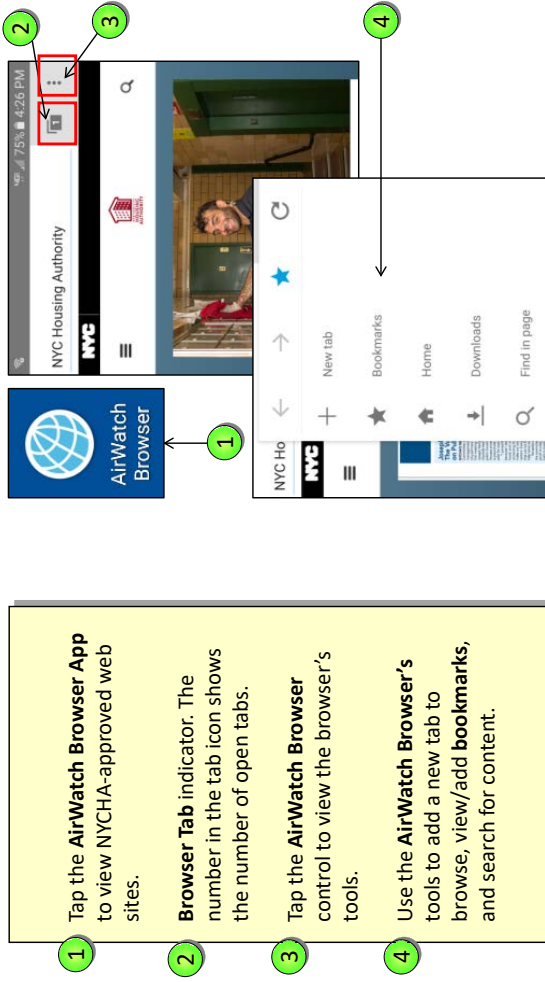 1
Tap the AirWatch Browser App
to view NYCHA-approved web
sites.
2
Browser Tab indicator. The
number in the tab icon shows
the number of open tabs.
3
Tap the AirWatch Browser
control to view the browser's
tools.
4
Use the AirWatch Browser's
tools to add a new tab to
browse, view/add bookmarks,
and search for content.
AirWatch
Browser
1
75% 4:26 PM
NYC Housing Authority
1
NYC
HOUSING
AUTHORITY
2
3
NYC Ho
NYC
New tab
Bookmarks
Home
Downloads
Find in page
4